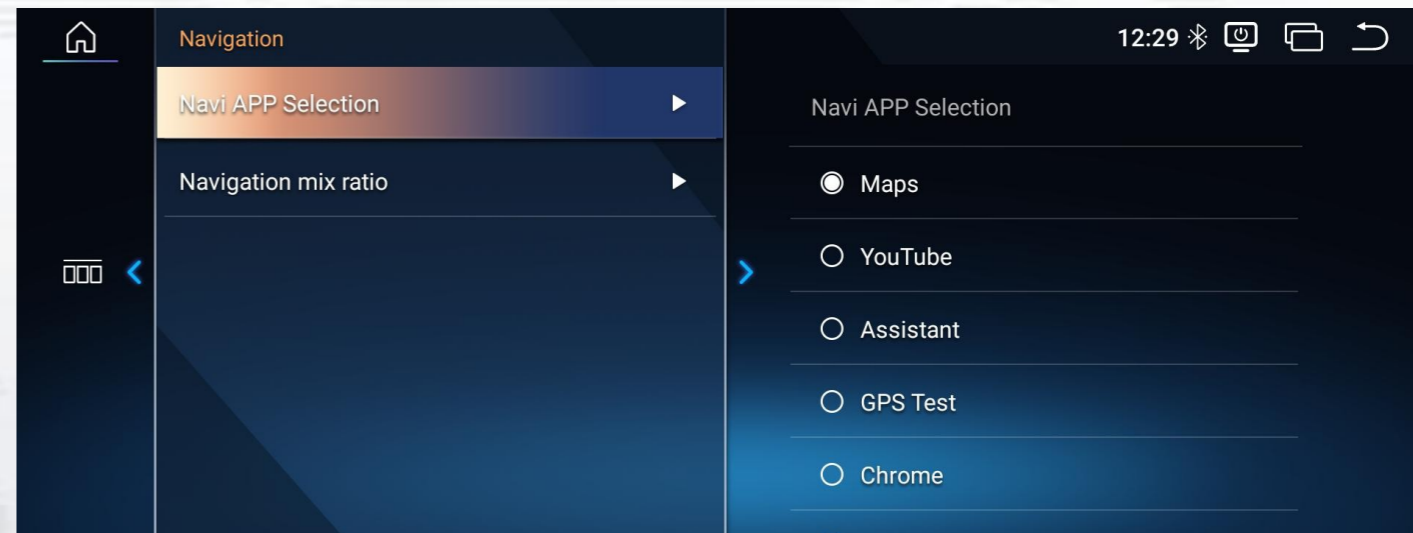 Navigation
12:29
Navi APP Selection
Navigation mix ratio
Navi APP Selection
Maps
YouTube
Assistant
GPS Test
Chrome